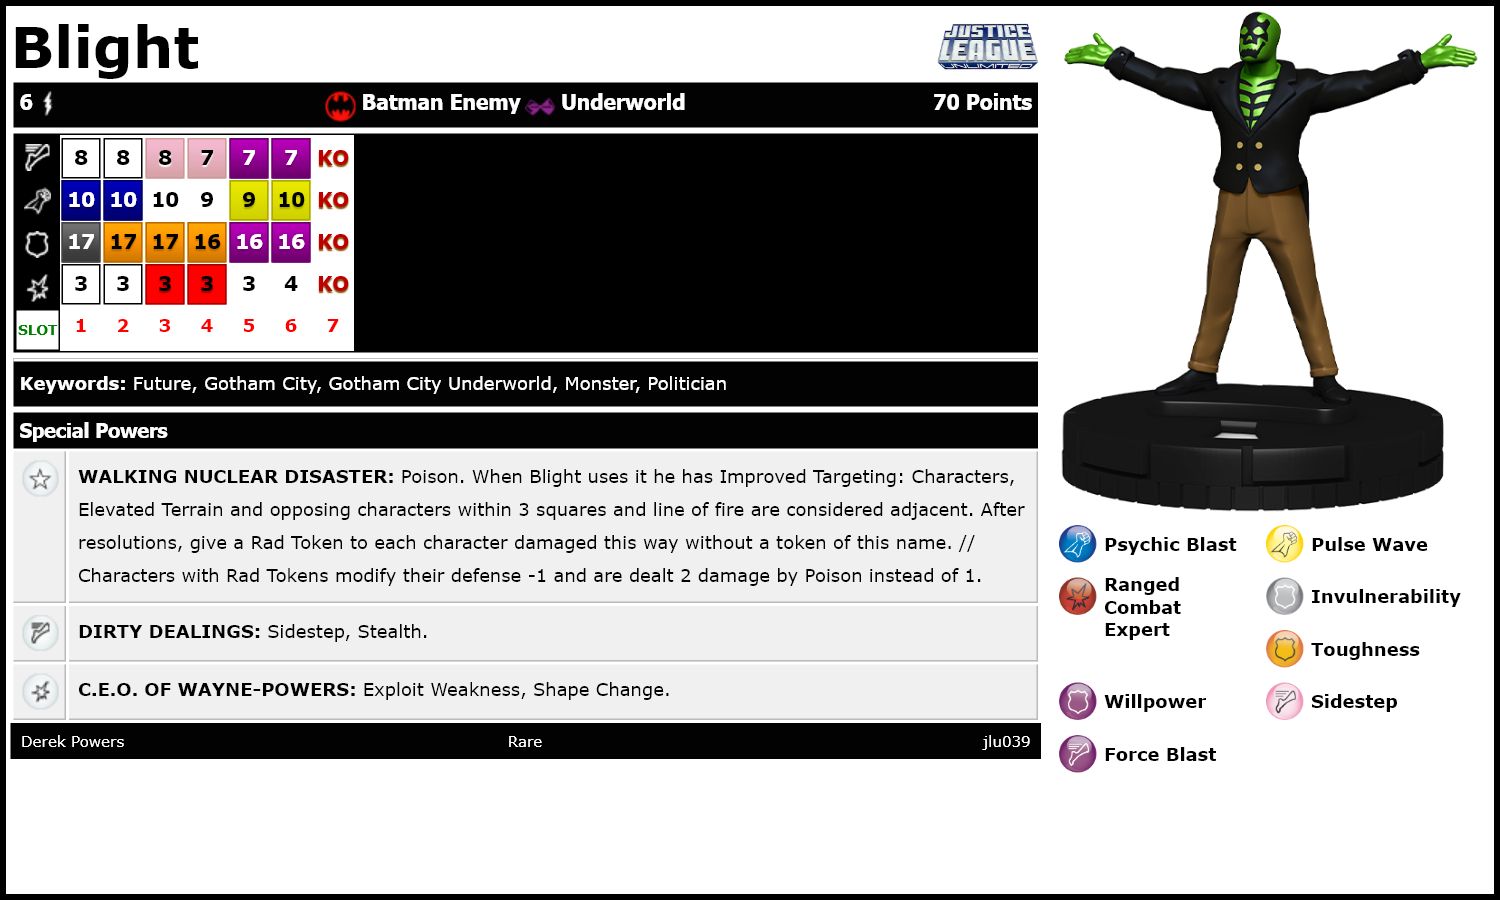 Blight
JUSTICE
LEAGUE
UNLIMITED
6 Batman Enemy Underworld 70 Points
8 8 8 7 7 7 KO
10 10 10 9 9 10 KO
17 17 17 16 16 16 KO
3 3 3 3 3 4 KO
SLOT 1 2 3 4 5 6 7
Keywords: Future, Gotham City, Gotham City Underworld, Monster, Politician
Special Powers
WALKING NUCLEAR DISASTER: Poison. When Blight uses it he has Improved Targeting: Characters,
Elevated Terrain and opposing characters within 3 squares and line of fire are considered adjacent. After
resolutions, give a Rad Token to each character damaged this way without a token of this name. //
Characters with Rad Tokens modify their defense -1 and are dealt 2 damage by Poison instead of 1.
DIRTY DEALINGS: Sidestep, Stealth.
C.E.O. OF WAYNE-POWERS: Exploit Weakness, Shape Change.
Derek Powers Rare jlu039
Psychic Blast Pulse Wave
Ranged
Combat
Expert
Invulnerability
Toughness
Willpower Sidestep
Force Blast